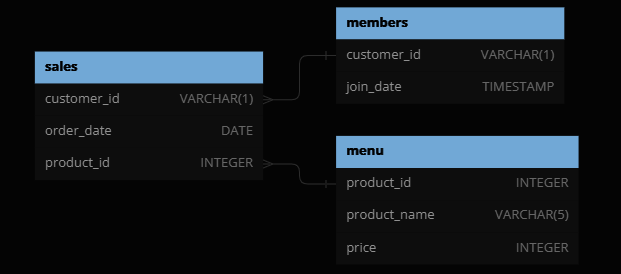 members
customer_id VARCHAR(1)
join_date TIMESTAMP
sales
customer_id VARCHAR(1)
order_date DATE
product_id INTEGER
menu
product_id INTEGER
product_name VARCHAR(5)
price INTEGER